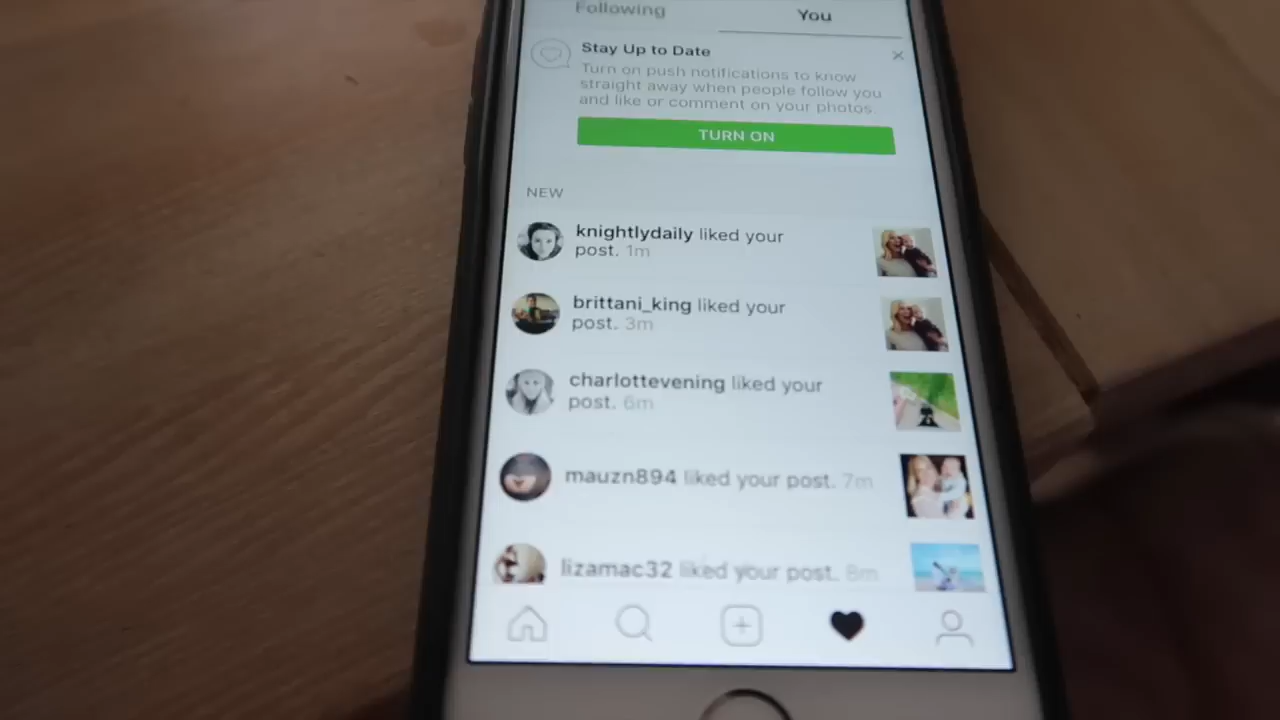 Following
You
Stay Up to Date
Turn on push notifications to know
straight away when people follow you
and like or comment on your photos.
TURN ON
NEW
knightlydaily liked your
post. 1m
brittani_king liked your
post. 3m
charlottevening liked your
post. 6m
mauzn894 liked your post. 7m
lizamac32 liked your post. 8m